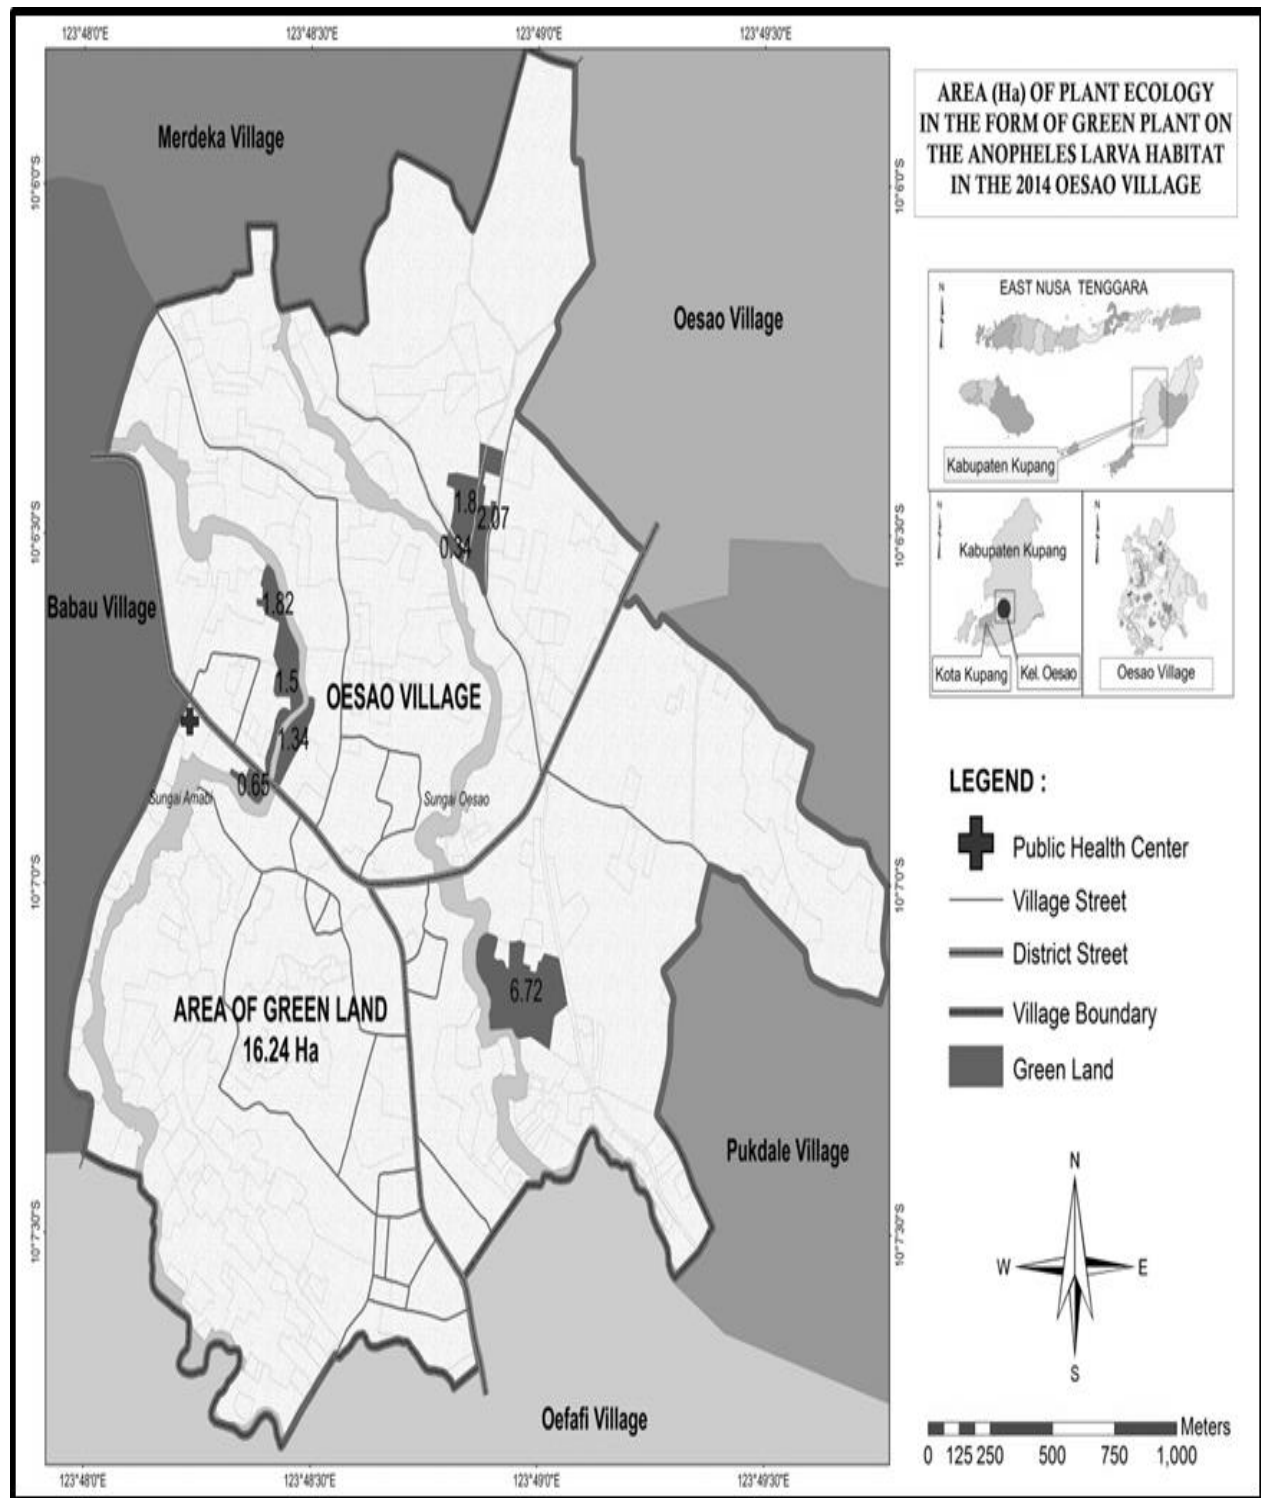 123°48'0"E
123°48'30"E
123°49'0"E
123°49'30"E
AREA (Ha) OF PLANT ECOLOGY
IN THE FORM OF GREEN PLANT ON
THE ANOPHELES LARVA HABITAT
IN THE 2014 OESAO VILLAGE
Merdeka Village
10°6'0"S
10°6'0"S
Oesao Village
N
EAST NUSA TENGGARA
Kabupaten Kupang
1.8
2.07
0.34
10°6'30"S
10°6'30"S
N
Kabupaten Kupang
Kota Kupang
Kel. Oesao
N
Oesao Village
Babau Village
1.82
1.5
OESAO VILLAGE
1.34
0.65
Sungai Amabi
Sungai Oesao
LEGEND :
Public Health Center
Village Street
District Street
Village Boundary
Green Land
10°7'0"S
10°7'0"S
6.72
AREA OF GREEN LAND
16.24 Ha
Pukdale Village
10°7'30"S
10°7'30"S
N
W
E
S
Oefafi Village
Meters
0 125 250 500 750 1,000
123°48'0"E
123°48'30"E
123°49'0"E
123°49'30"E